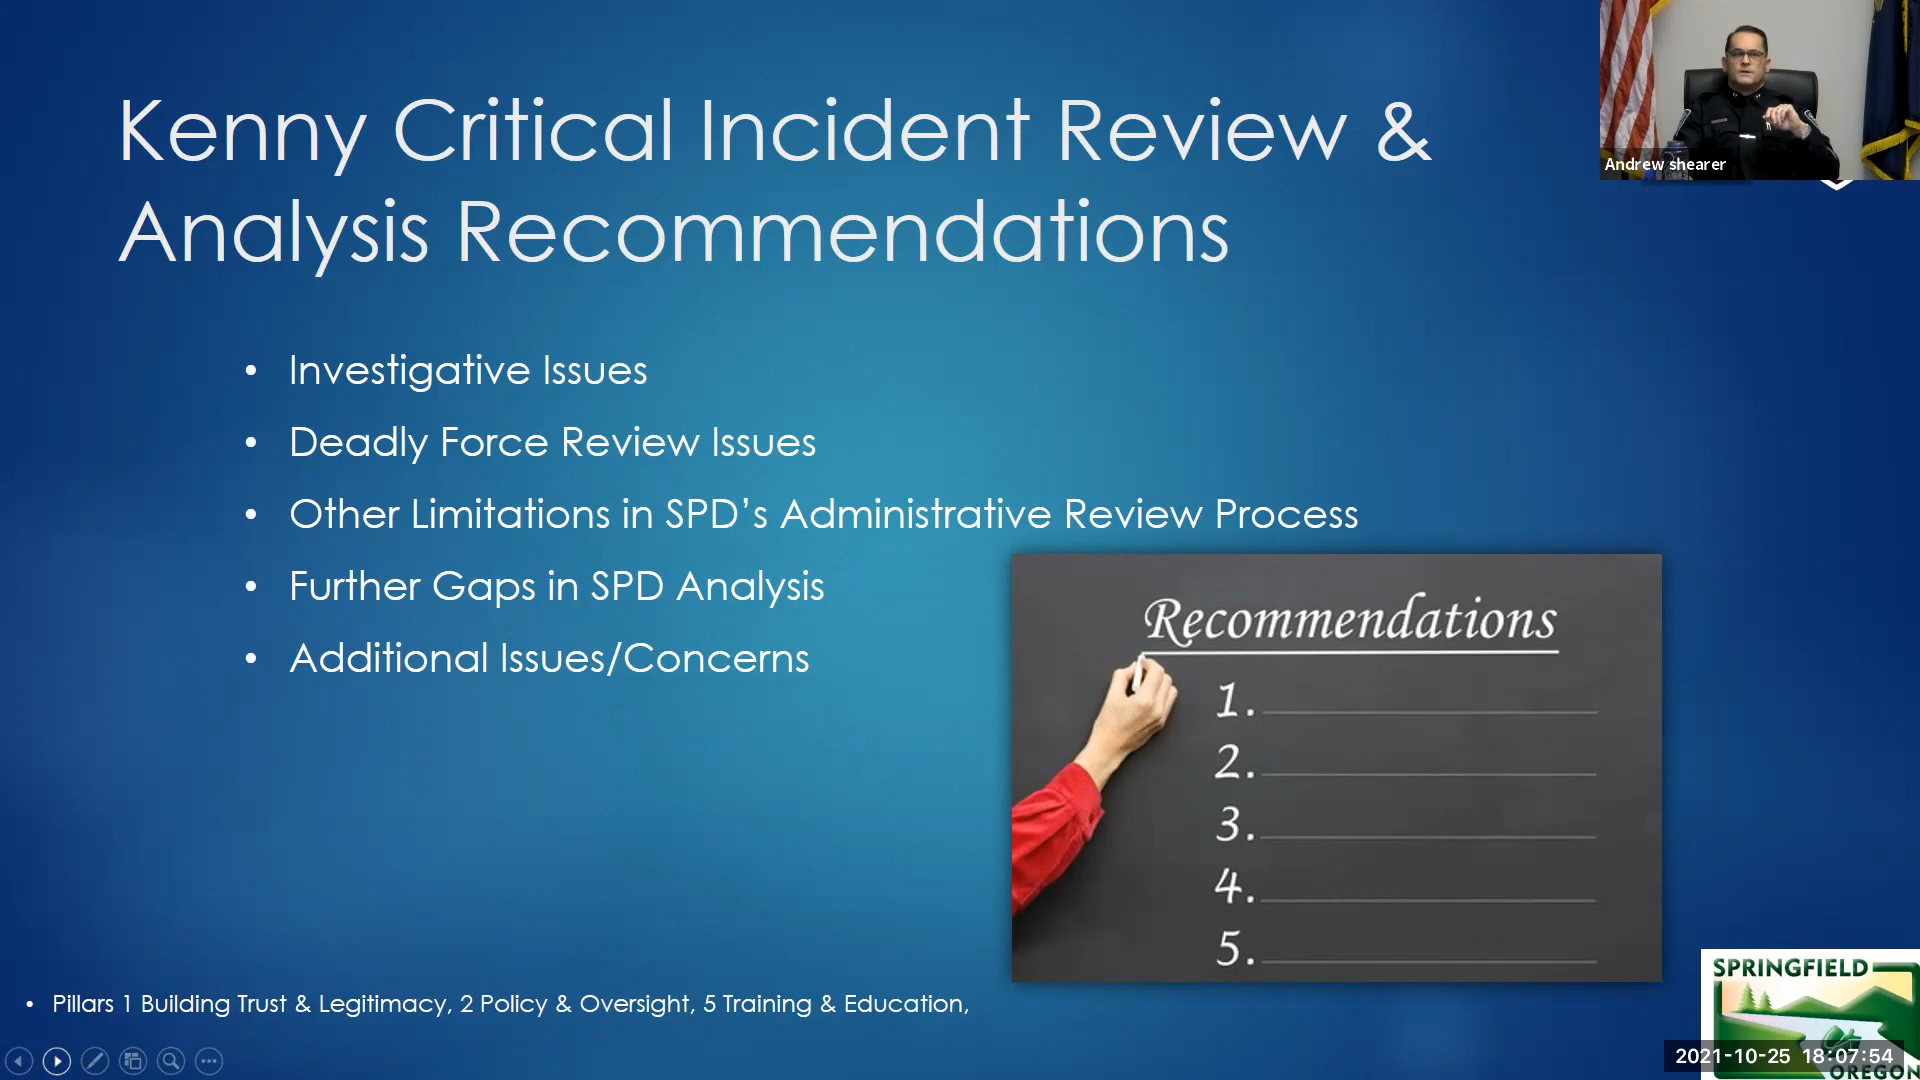 Kenny Critical Incident Review &
Analysis Recommendations
Andrew shearer
• Investigative Issues
• Deadly Force Review Issues
• Other Limitations in SPD’s Administrative Review Process
• Further Gaps in SPD Analysis
• Additional Issues/Concerns
Recommendations
1.
2.
3.
4.
5.
• Pillars 1 Building Trust & Legitimacy, 2 Policy & Oversight, 5 Training & Education,
SPRINGFIELD
OREGON
2021-10-25 18:07:54